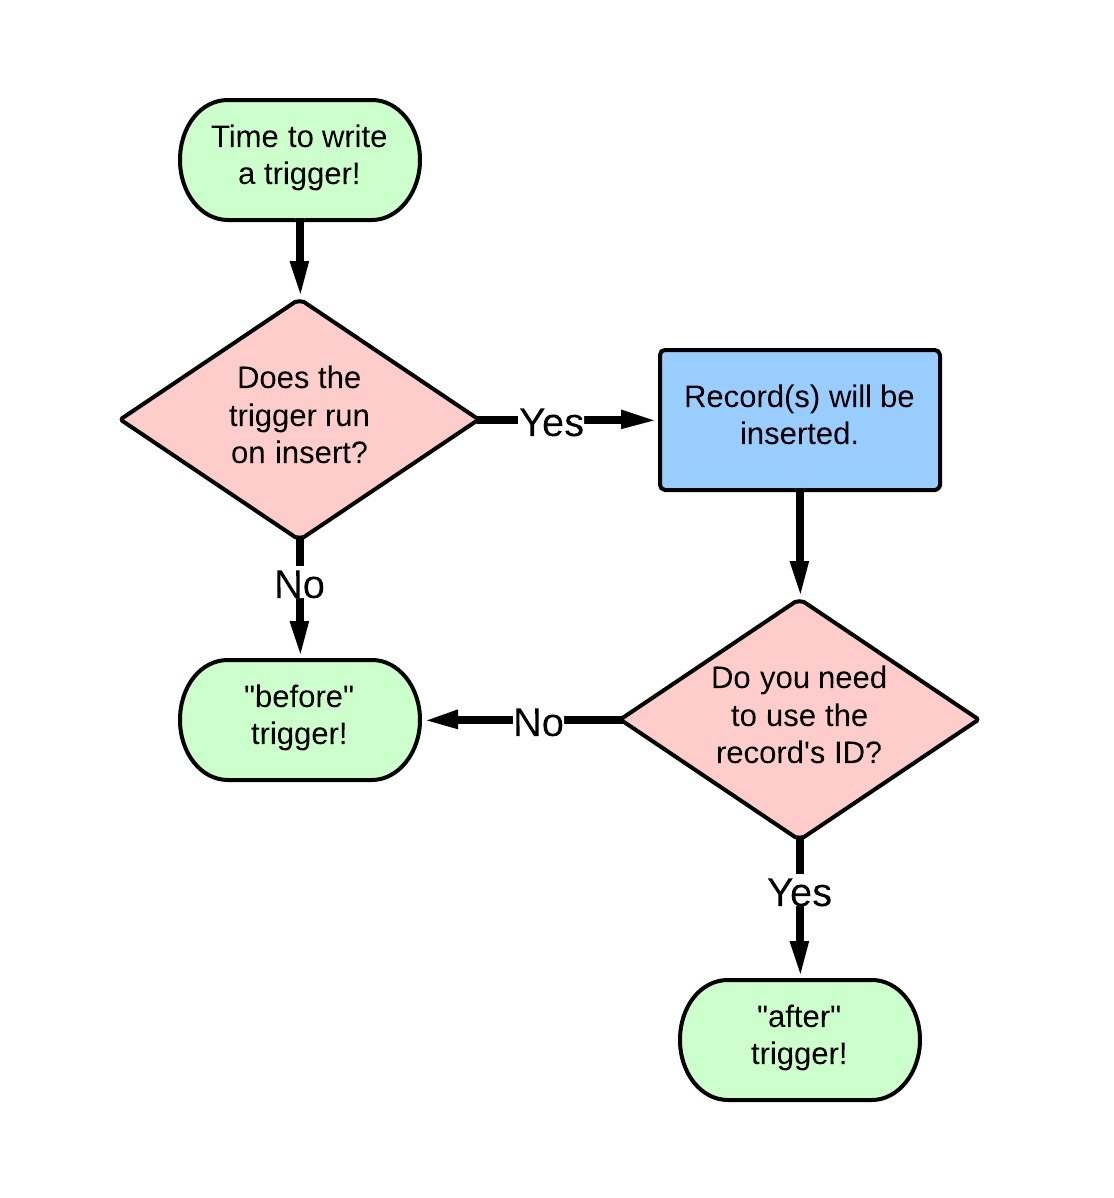 Time to write
a trigger!
Does the
trigger run
on insert?
Yes
Record(s) will be
inserted.
No
"before"
trigger!
No
Do you need
to use the
record's ID?
Yes
"after"
trigger!